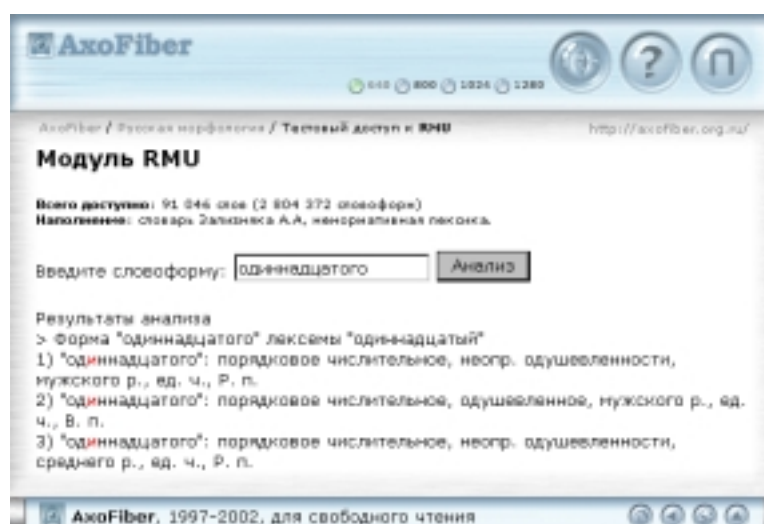 AxoFiber
640 800 1024 1280
AxoFiber / Русская морфология / Тестовый доступ к RMU http://axofiber.org.ru/
Модуль RMU
Всего доступно: 91 046 слов (2 804 372 словоформ)
Наполнение: словарь Зализняка А.А, ненормативная лексика.
Введите словоформу: одиннадцатого Анализ
Результаты анализа
> Форма "одиннадцатого" лексемы "одиннадцатый"
1) "одиннадцатого": порядковое числительное, неопр. одушевленности,
мужского р., ед. ч., Р. п.
2) "одиннадцатого": порядковое числительное, одушевленное, мужского р., ед.
ч., В. п.
3) "одиннадцатого": порядковое числительное, неопр. одушевленности,
среднего р., ед. ч., Р. п.
AxoFiber, 1997-2002, для свободного чтения